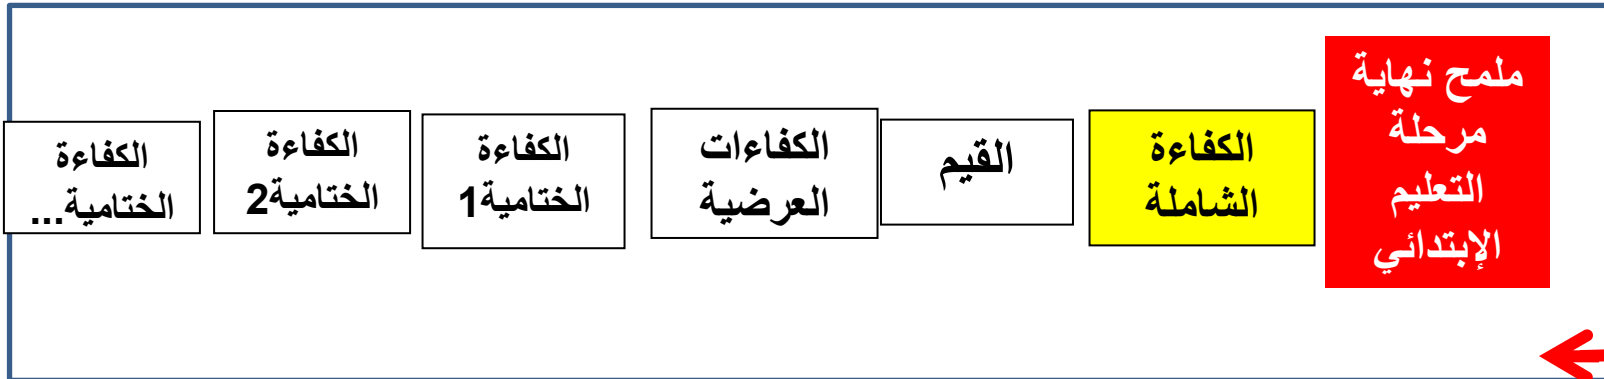 ملمح نهاية
مرحلة
التعليم
الإبتدائي
الكفاءة
الشاملة
القيم
الكفاءات
العرضية
الكفاءة
الختامية1
الكفاءة
الختامية2
الكفاءة
الختامية...